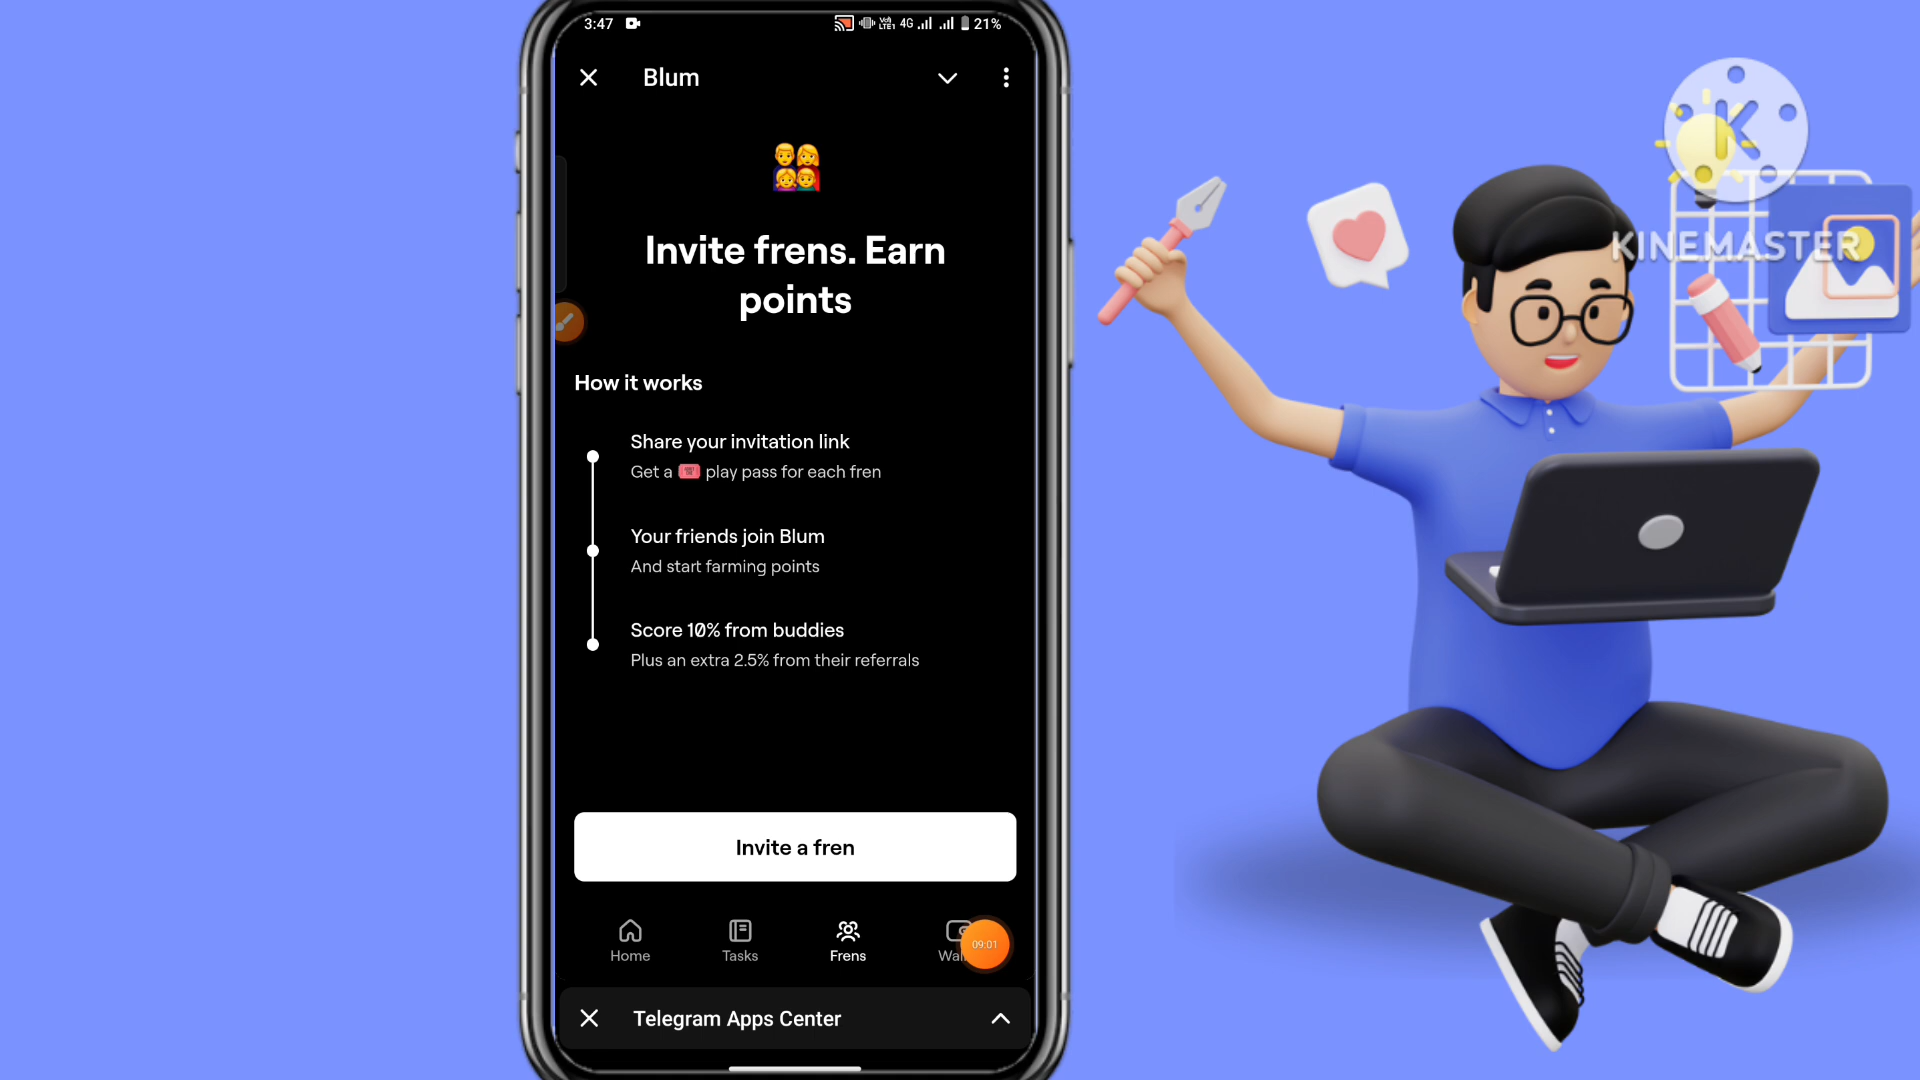 3:47
4G
21%
Blum
Invite frens. Earn
points
How it works
Share your invitation link
Get a play pass for each fren
Your friends join Blum
And start farming points
Score 10% from buddies
Plus an extra 2.5% from their referrals
Invite a fren
Home
Tasks
Frens
09:01
Telegram Apps Center
K
KINEMASTER